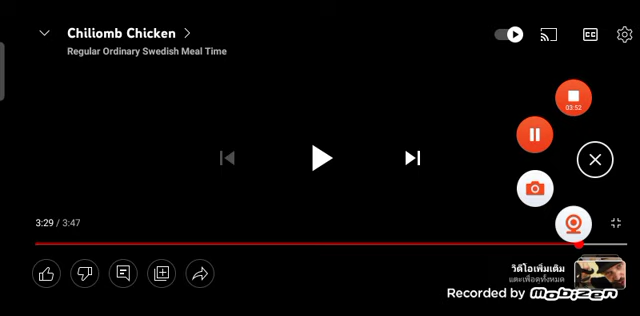 Chiliomb Chicken
Regular Ordinary Swedish Meal Time
CC
03:52
3:29 / 3:47
วิดีโอเพิ่มเติม
แตะเพื่อดูทั้งหมด
Recorded by mobizen